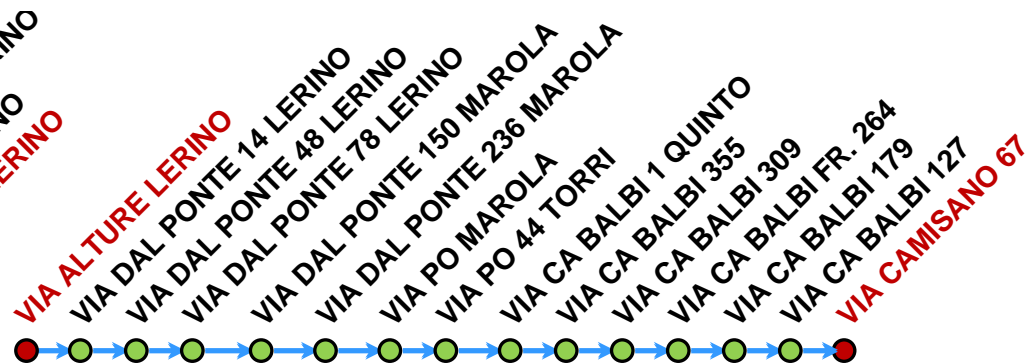 VIA ALTURE LERINO
VIA DAL PONTE 14 LERINO
VIA DAL PONTE 48 LERINO
VIA DAL PONTE 78 LERINO
VIA DAL PONTE 150 MAROLA
VIA DAL PONTE 236 MAROLA
VIA PO MAROLA
VIA PO 44 TORRI
VIA CA BALBI 1 QUINTO
VIA CA BALBI 355
VIA CA BALBI 309
VIA CA BALBI FR. 264
VIA CA BALBI 179
VIA CA BALBI 127
VIA CAMISANO 67